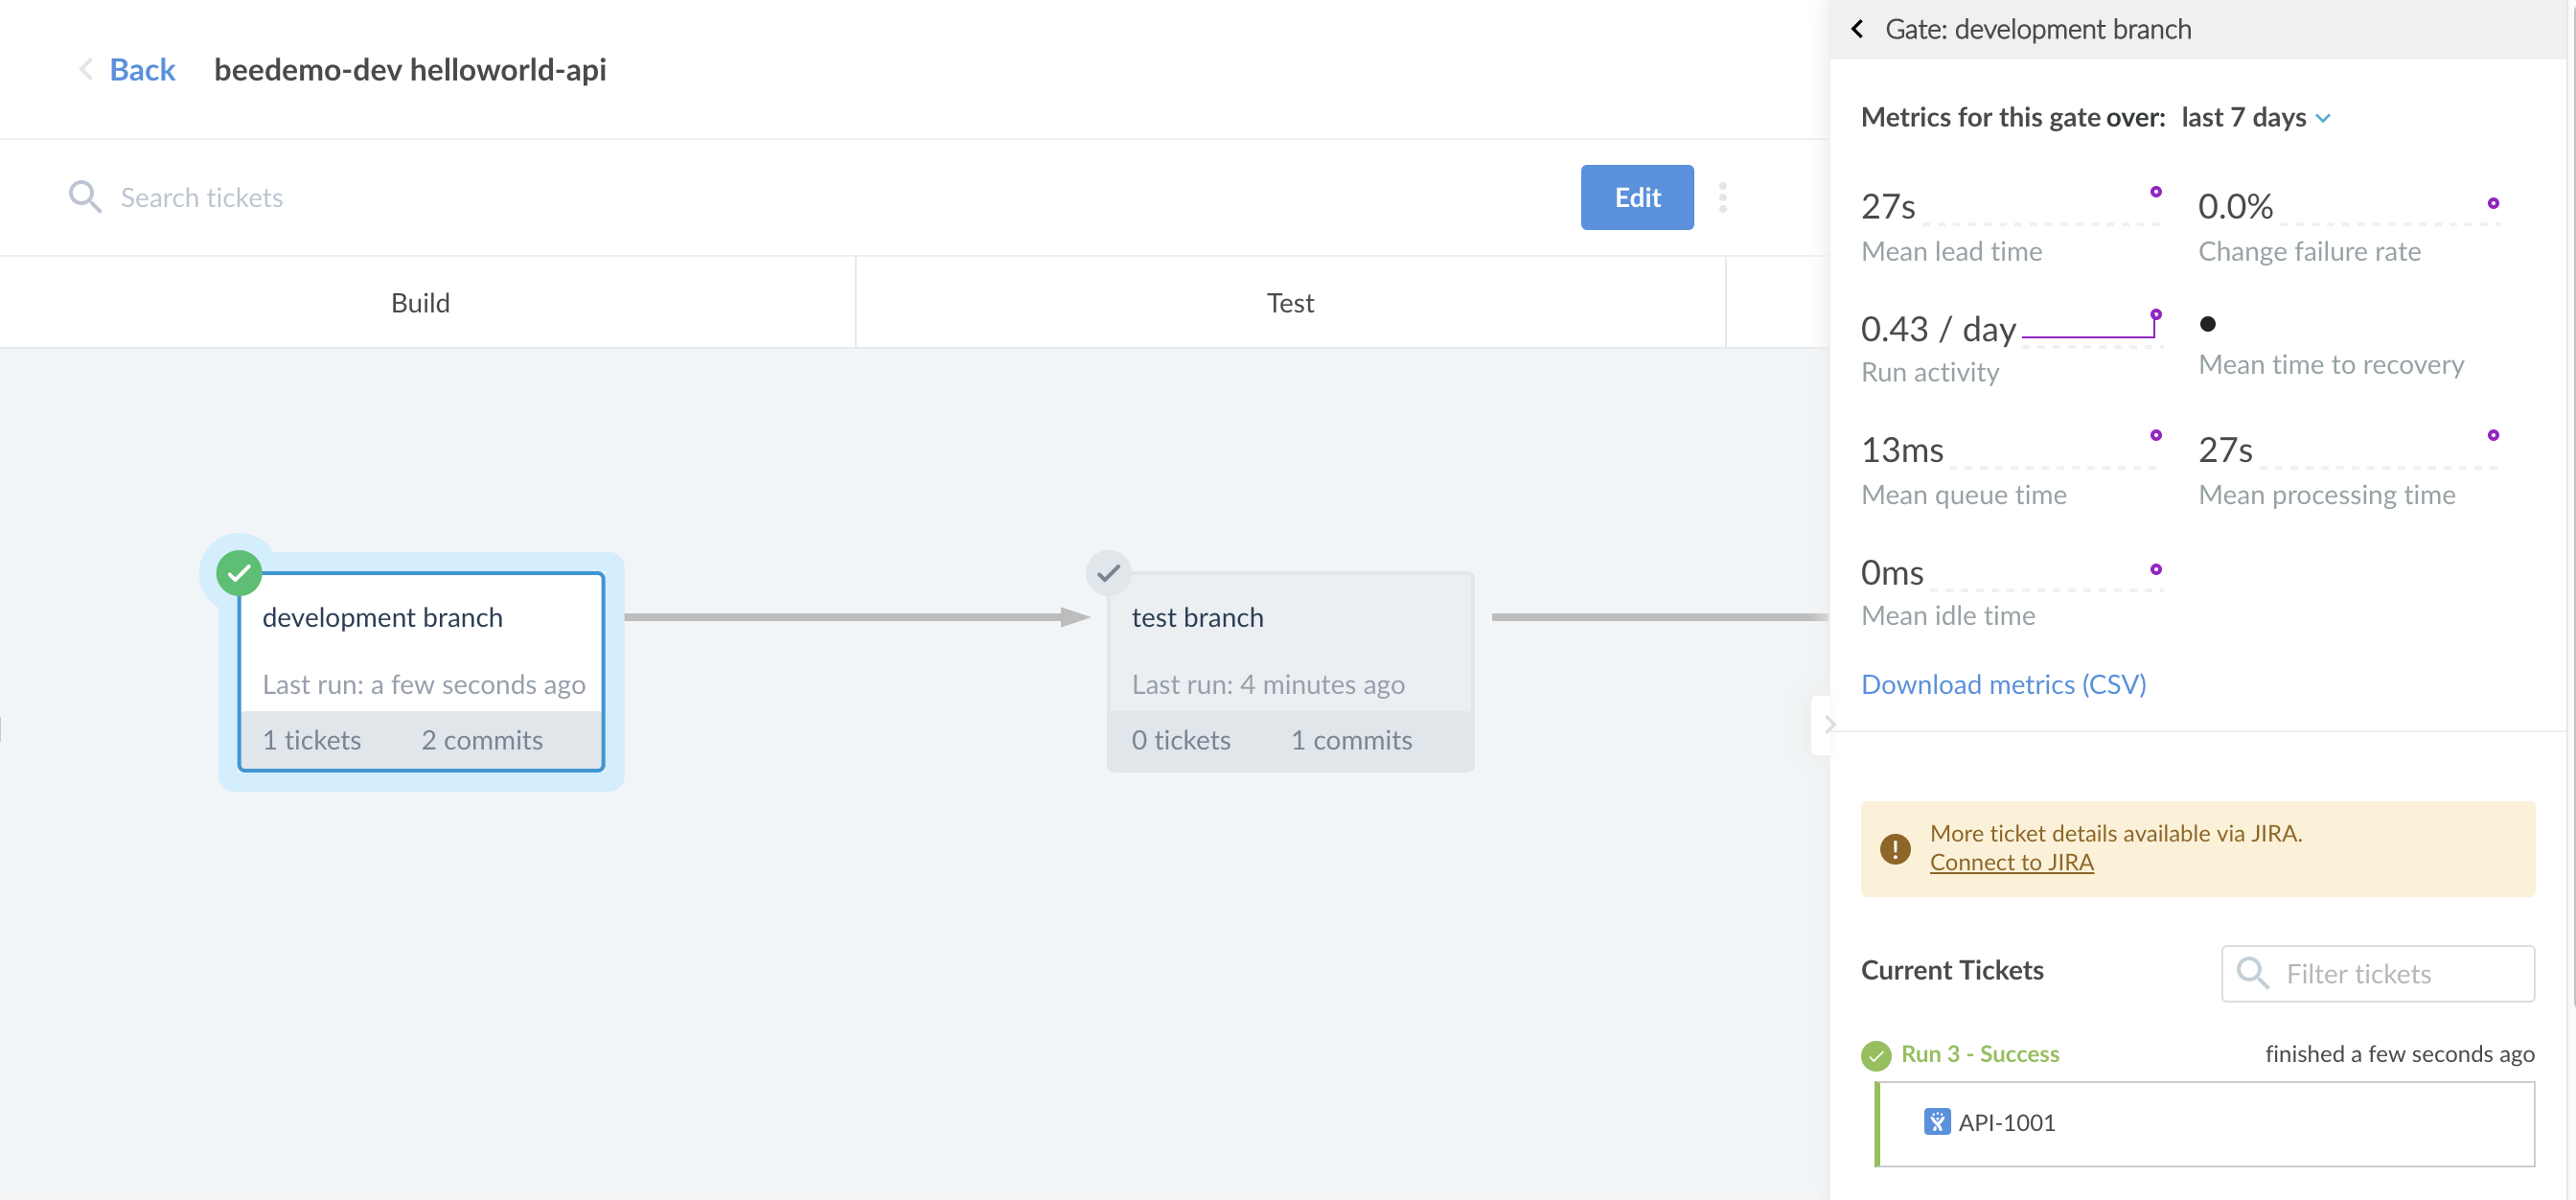 Back beedemo-dev helloworld-api
Search tickets
Edit
Build
Test
development branch
Last run: a few seconds ago
1 tickets 2 commits
test branch
Last run: 4 minutes ago
0 tickets 1 commits
Gate: development branch
Metrics for this gate over: last 7 days
27s
Mean lead time
0.0%
Change failure rate
0.43 / day
Run activity
Mean time to recovery
13ms
Mean queue time
27s
Mean processing time
0ms
Mean idle time
Download metrics (CSV)
More ticket details available via JIRA.
Connect to JIRA
Current Tickets
Filter tickets
Run 3 - Success
finished a few seconds ago
API-1001